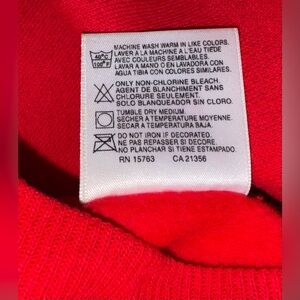 MACHINE WASH WARM IN LIKE COLORS.
LAVER A LA MACHINE A L'EAU TIEDE
AVEC COULEURS SEMBLABLES.
LAVAR A MANO O EN LAVADORA CON
AGUA TIBIA CON COLORES SIMILARES.
40°C
100°F
ONLY NON-CHLORINE BLEACH.
AGENT DE BLANCHIMENT SANS
CHLORURE SEULEMENT.
SOLO BLANQUEADOR SIN CLORO.
TUMBLE DRY MEDIUM.
SECHER A TEMPERATURE MOYENNE.
SECAR A TEMPERATURA BAJA.
DO NOT IRON IF DECORATED.
NE PAS REPASSER SI DECORE.
NO PLANCHAR SI TIENE ESTAMPADO.
RN 15763 CA 21356